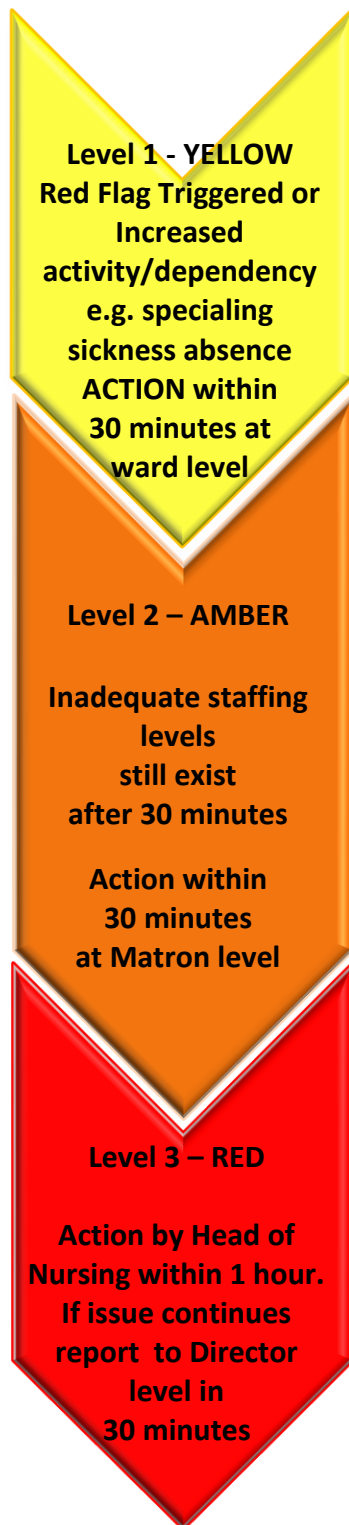 Level 1 - YELLOW
Red Flag Triggered or
Increased
activity/dependency
e.g. specialing
sickness absence
ACTION within
30 minutes at
ward level
Level 2 – AMBER
Inadequate staffing
levels
still exist
after 30 minutes
Action within
30 minutes
at Matron level
Level 3 – RED
Action by Head of
Nursing within 1 hour.
If issue continues
report  to Director
level in
30 minutes